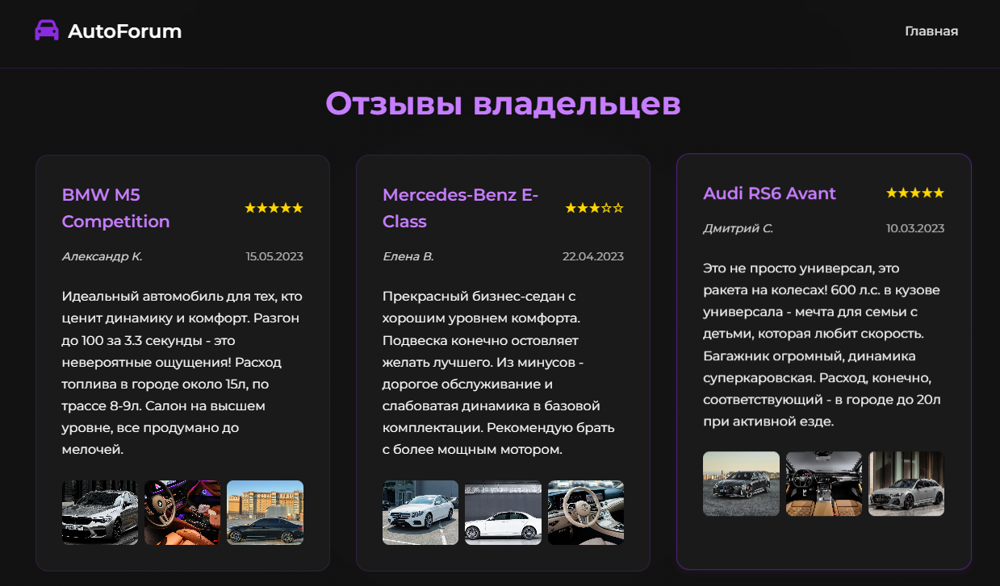 AutoForum
Главная
Отзывы владельцев
BMW M5
Competition
★★★★★
Александр К.
15.05.2023
Идеальный автомобиль для тех, кто
ценит динамику и комфорт. Разгон
до 100 за 3.3 секунды - это
невероятные ощущения! Расход
топлива в городе около 15л, по
трассе 8-9л. Салон на высшем
уровне, все продумано до
мелочей.
Mercedes-Benz E-
Class
★★★☆☆
Елена В.
22.04.2023
Прекрасный бизнес-седан с
хорошим уровнем комфорта.
Подвеска конечно остовляет
желать лучшего. Из минусов -
дорогое обслуживание и
слабоватая динамика в базовой
комплектации. Рекомендую брать
с более мощным мотором.
Audi RS6 Avant
★★★★★
Дмитрий С.
10.03.2023
Это не просто универсал, это
ракета на колесах! 600 л.с. в кузове
универсала - мечта для семьи с
детьми, которая любит скорость.
Багажник огромный, динамика
суперкаровская. Расход, конечно,
соответствующий - в городе до 20л
при активной езде.